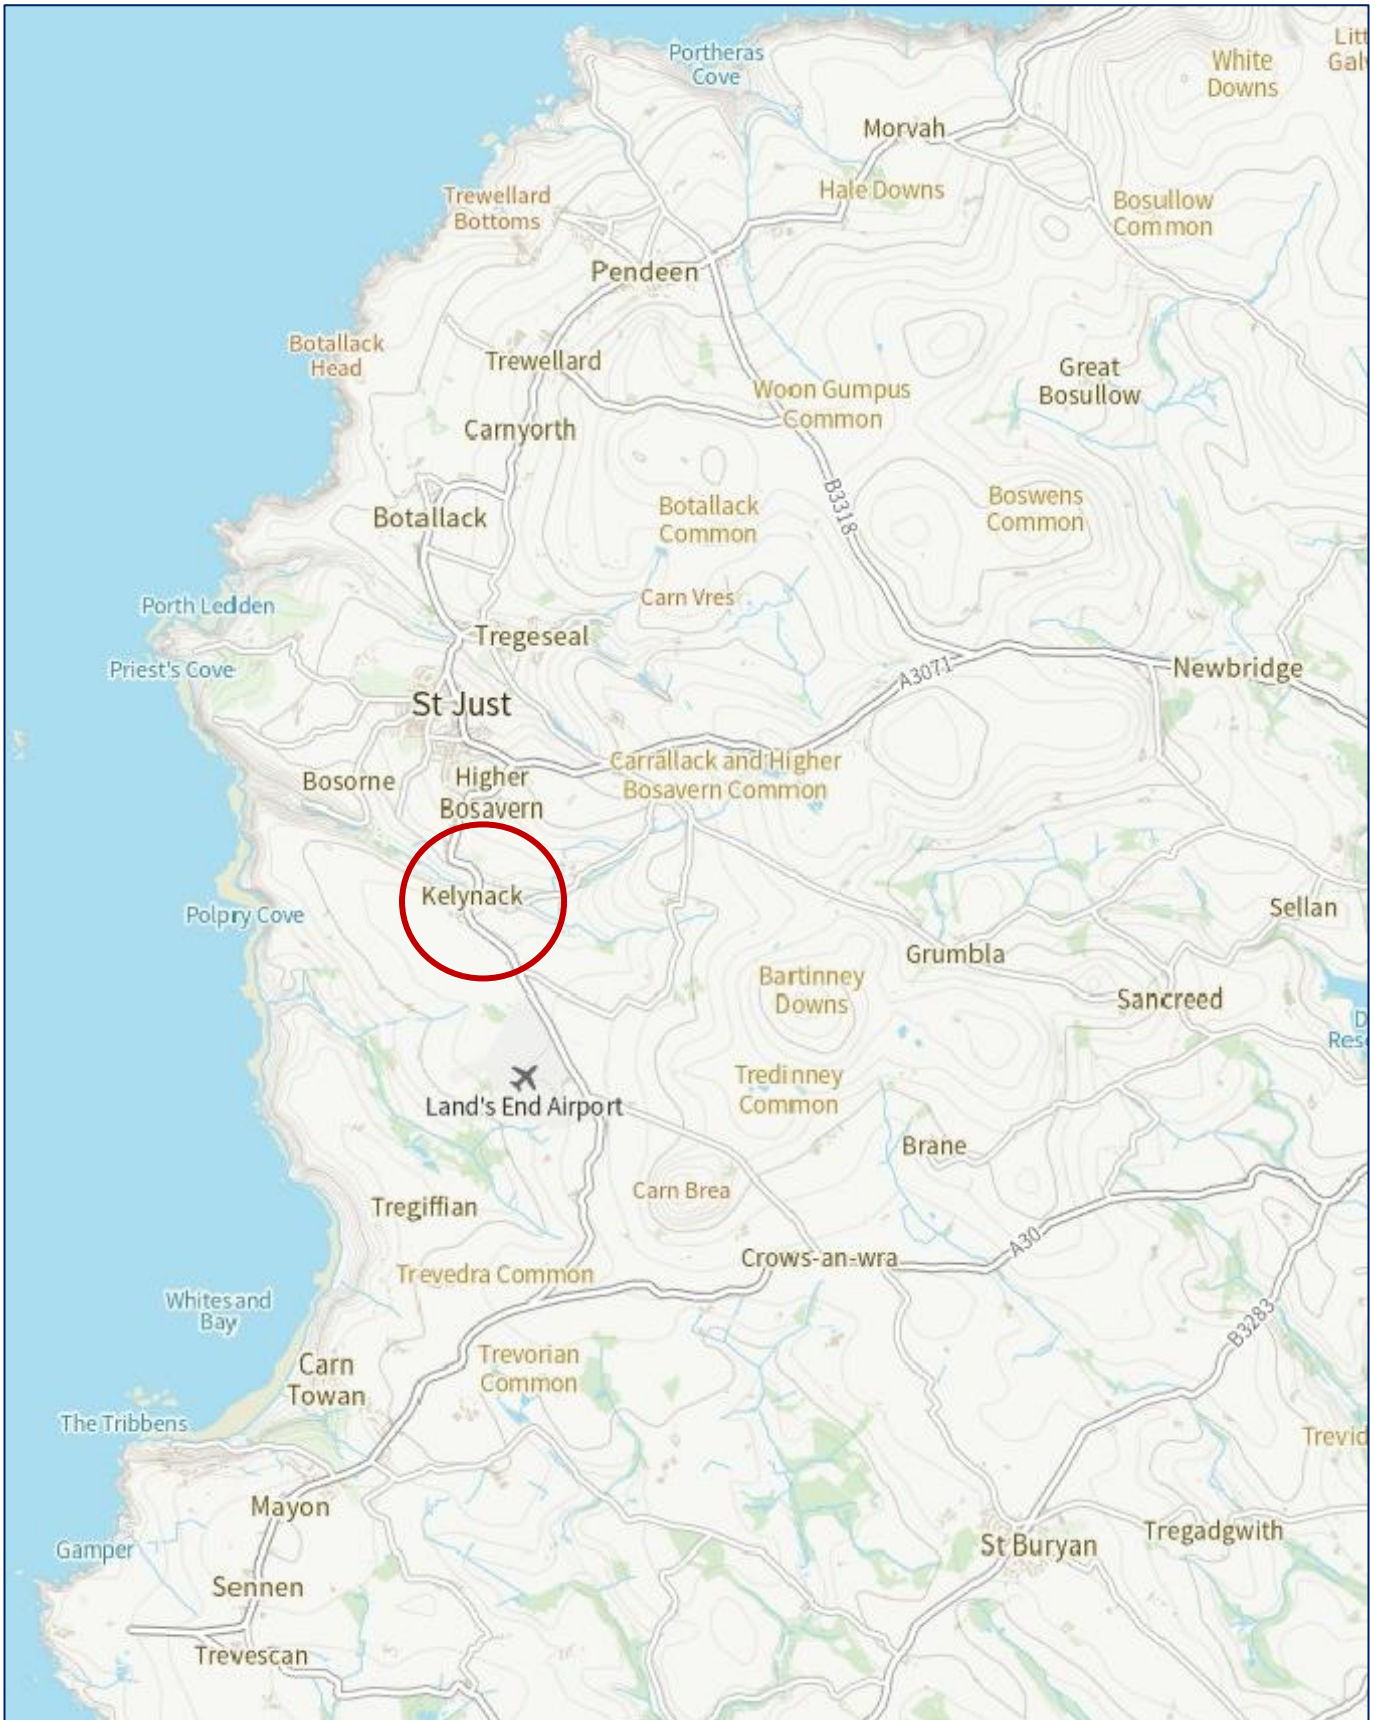 Portheras
Cove
White
Downs
Morvah
Hale Downs
Trewellard
Bottoms
Bosullow
Common
Pendeen
Botallack
Head
Trewellard
Great
Bosullow
Woon Gumpus
Common
Carnyorth
B3318
Botallack
Botallack
Common
Boswens
Common
Porth Ledden
Carn Vres
Tregeseal
Priest's Cove
A3071
Newbridge
St Just
Carrallack and Higher
Bosavern Common
Bosorne
Higher
Bosavern
Kelynack
Polpry Cove
Sellan
Grumbla
Bartinney
Downs
Sancreed
Land's End Airport
Tredinney
Common
Brane
Carn Brea
Tregiffian
Crows-an-wra
A30
Trevedra Common
Whitesand
Bay
B3283
Carn
Towan
Trevorian
Common
The Tribbens
Mayon
St Buryan
Tregadgwith
Gamper
Sennen
Trevescan